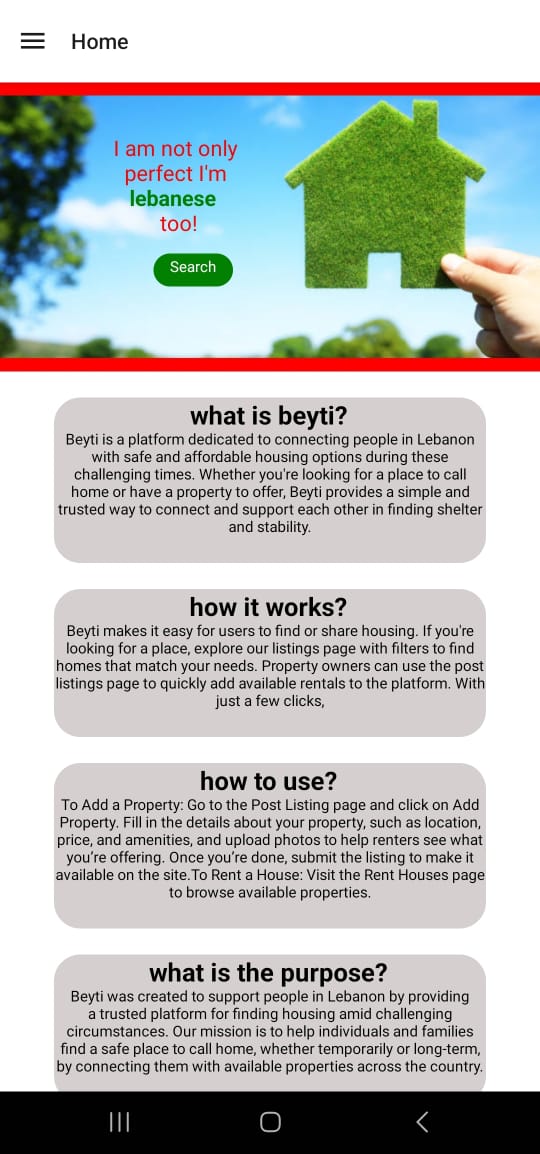 Home
I am not only
perfect I'm
lebanese
too!
Search
what is beyti?
Beyti is a platform dedicated to connecting people in Lebanon
with safe and affordable housing options during these
challenging times. Whether you're looking for a place to call
home or have a property to offer, Beyti provides a simple and
trusted way to connect and support each other in finding shelter
and stability.
how it works?
Beyti makes it easy for users to find or share housing. If you're
looking for a place, explore our listings page with filters to find
homes that match your needs. Property owners can use the post
listings page to quickly add available rentals to the platform. With
just a few clicks,
how to use?
To Add a Property: Go to the Post Listing page and click on Add
Property. Fill in the details about your property, such as location,
price, and amenities, and upload photos to help renters see what
you’re offering. Once you’re done, submit the listing to make it
available on the site.To Rent a House: Visit the Rent Houses page
to browse available properties.
what is the purpose?
Beyti was created to support people in Lebanon by providing
a trusted platform for finding housing amid challenging
circumstances. Our mission is to help individuals and families
find a safe place to call home, whether temporarily or long-term,
by connecting them with available properties across the country.